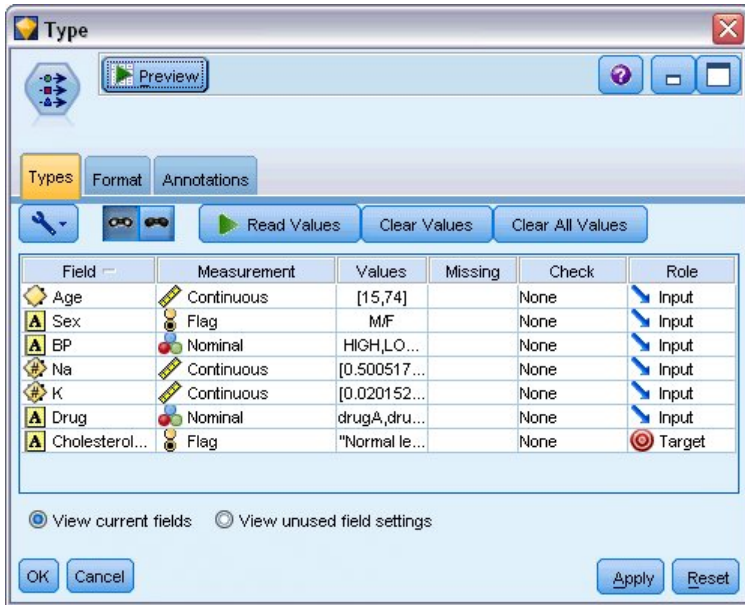 Type
Preview
Types Format Annotations
Read Values Clear Values Clear All Values
Field Measurement Values Missing Check Role
Age Continuous [15,74] None Input
A Sex Flag M/F None Input
A BP Nominal HIGH,LO... None Input
# Na Continuous [0.500517... None Input
# K Continuous [0.020152... None Input
A Drug Nominal drugA,dru... None Input
A Cholesterol... Flag "Normal le... None Target
View current fields View unused field settings
OK Cancel Apply Reset